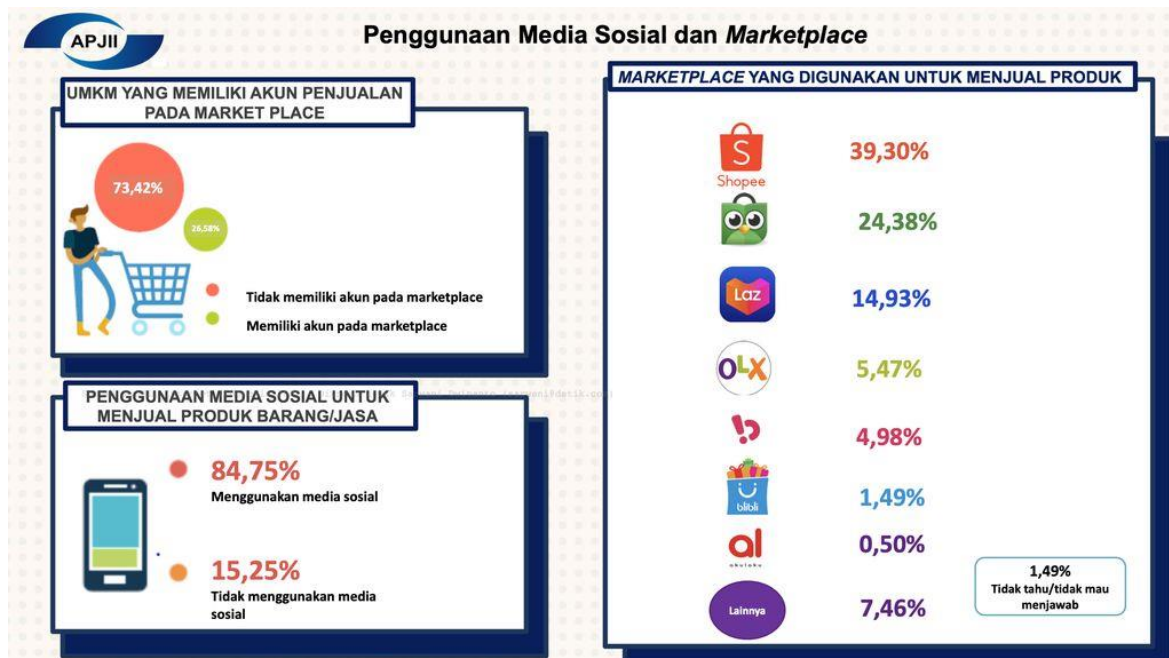 APJII
Penggunaan Media Sosial dan Marketplace
UMKM YANG MEMILIKI AKUN PENJUALAN
PADA MARKET PLACE
73,42%
26,58%
Tidak memiliki akun pada marketplace
Memiliki akun pada marketplace
PENGGUNAAN MEDIA SOSIAL UNTUK
MENJUAL PRODUK BARANG/JASA
84,75%
Menggunakan media sosial
15,25%
Tidak menggunakan media
sosial
MARKETPLACE YANG DIGUNAKAN UNTUK MENJUAL PRODUK
S
Shopee
39,30%
24,38%
Laz
14,93%
OLX
5,47%
4,98%
blibli
1,49%
al
akulaku
0,50%
Lainnya
7,46%
1,49%
Tidak tahu/tidak mau
menjawab